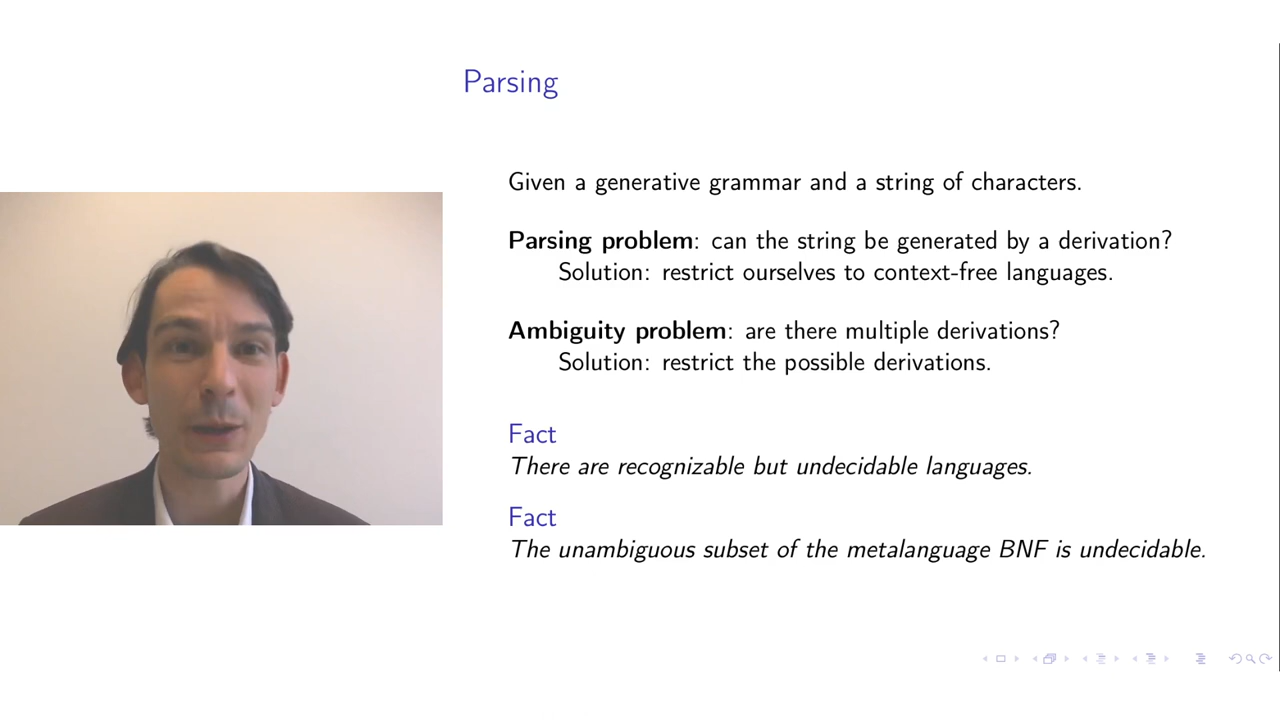 Parsing
Given a generative grammar and a string of characters.
Parsing problem: can the string be generated by a derivation?
Solution: restrict ourselves to context-free languages.
Ambiguity problem: are there multiple derivations?
Solution: restrict the possible derivations.
Fact
There are recognizable but undecidable languages.
Fact
The unambiguous subset of the metalanguage BNF is undecidable.